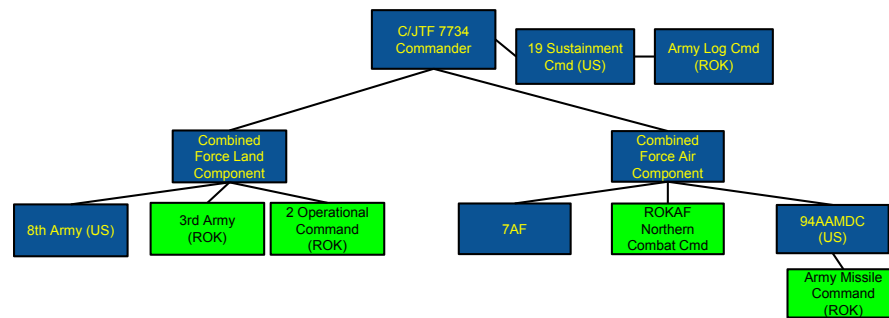 C/JTF 7734
Commander
19 Sustainment
Cmd (US)
Army Log Cmd
(ROK)
Combined
Force Land
Component
Combined
Force Air
Component
8th Army (US)
3rd Army
(ROK)
2 Operational
Command
(ROK)
7AF
ROKAF
Northern
Combat Cmd
94AAMDC
(US)
Army Missile
Command
(ROK)